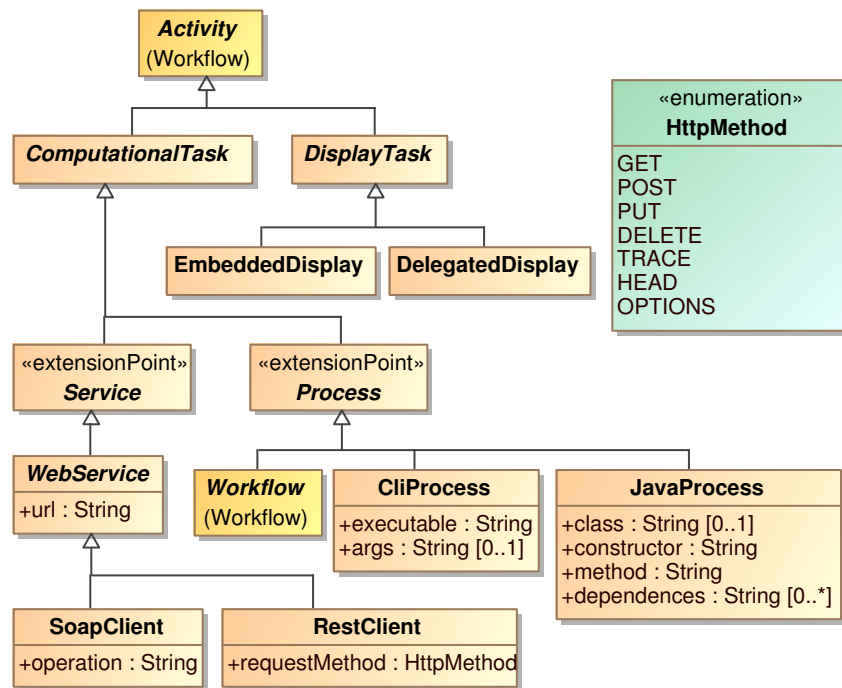 Activity
(Workflow)
«enumeration»
HttpMethod
GET
POST
PUT
DELETE
TRACE
HEAD
OPTIONS
ComputationalTask
DisplayTask
EmbeddedDisplay
DelegatedDisplay
«extensionPoint»
Service
«extensionPoint»
Process
WebService
+url : String
Workflow
(Workflow)
CliProcess
+executable : String
+args : String [0..1]
JavaProcess
+class : String [0..1]
+constructor : String
+method : String
+dependences : String [0..*]
SoapClient
+operation : String
RestClient
+requestMethod : HttpMethod